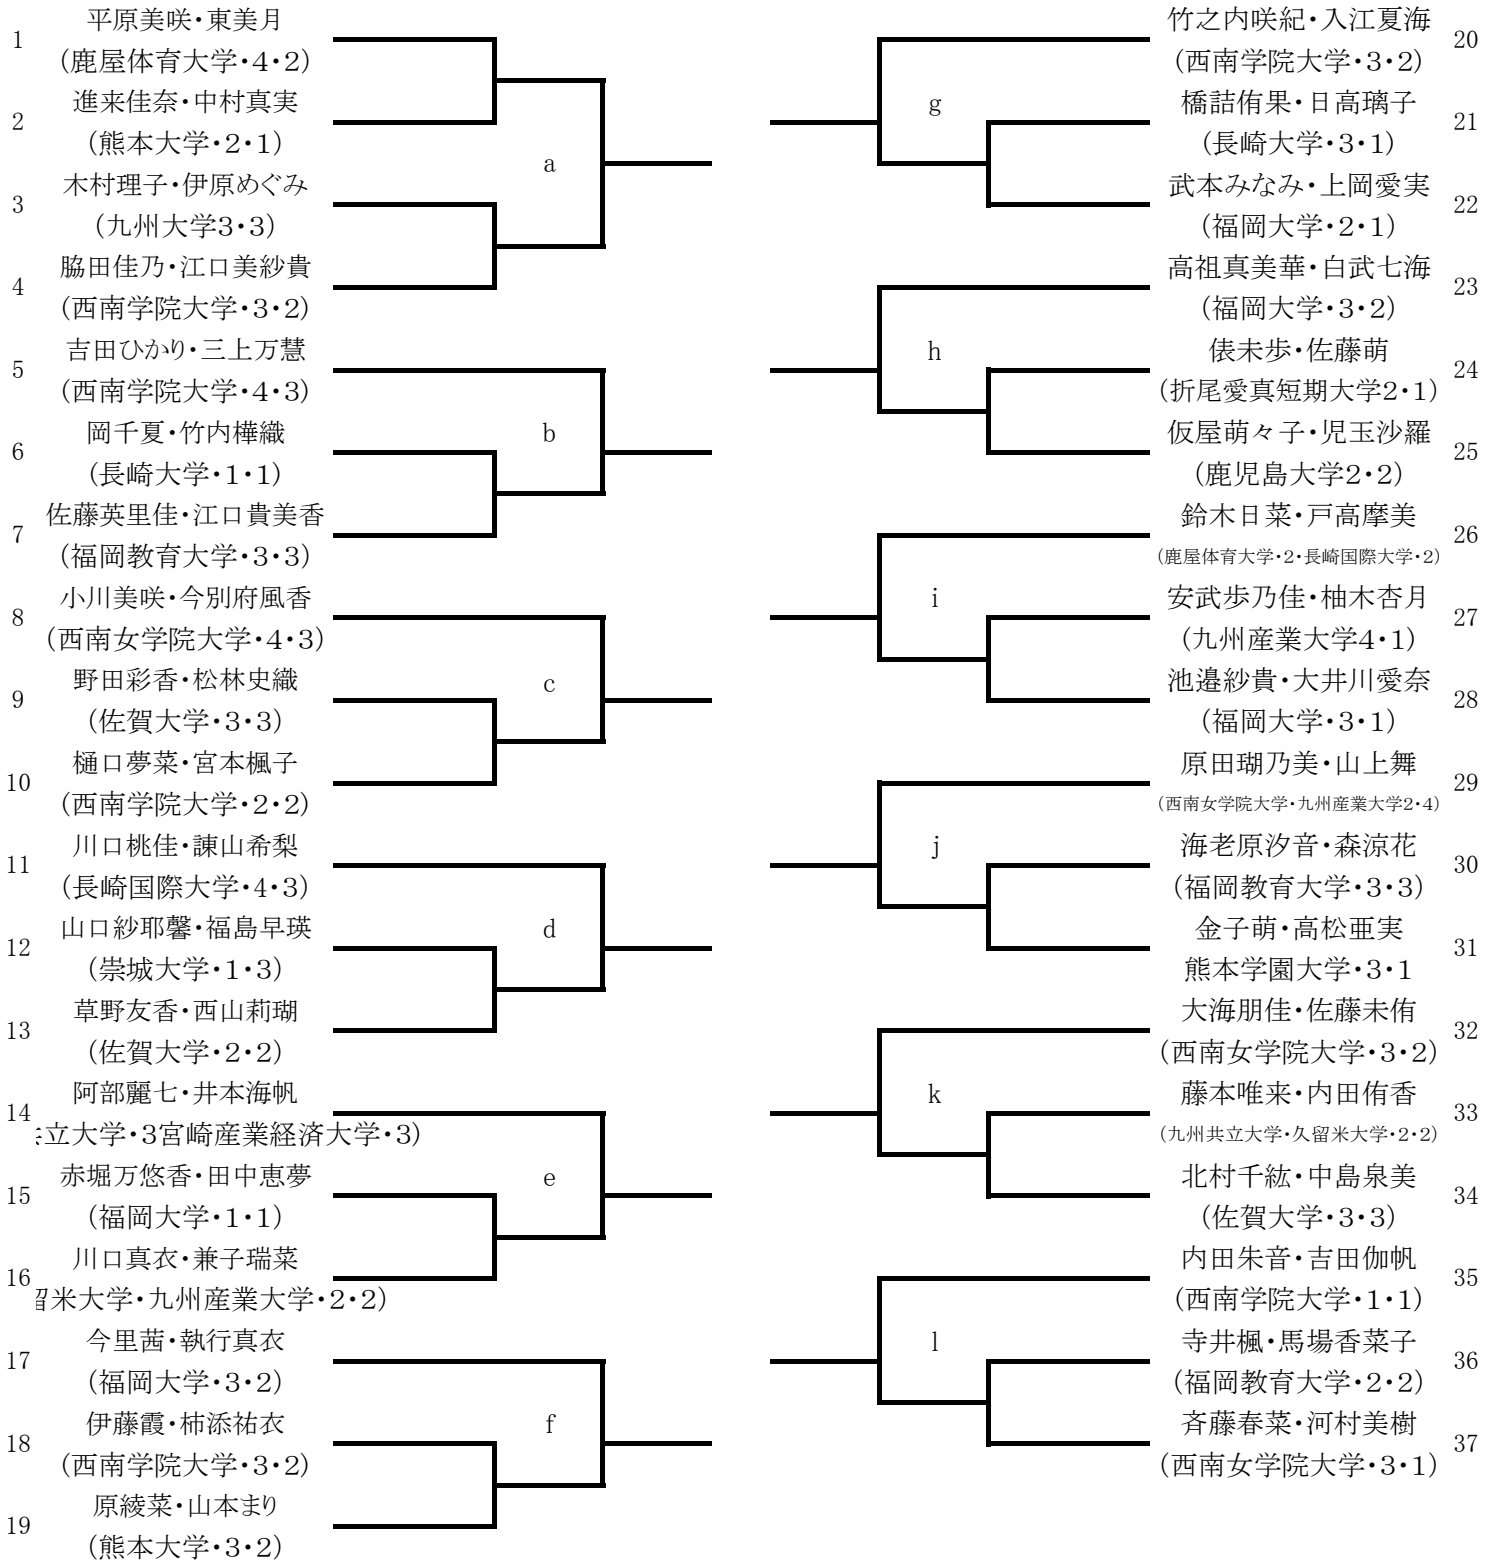 平原美咲・東美月
1
(鹿屋体育大学・4・2)
進来佳奈・中村真実
2
(熊本大学・2・1)
a
木村理子・伊原めぐみ
3
(九州大学3・3)
脇田佳乃・江口美紗貴
4
(西南学院大学・3・2)
吉田ひかり・三上万慧
5
(西南学院大学・4・3)
岡千夏・竹内樺織
b
6
(長崎大学・1・1)
佐藤英里佳・江口貴美香
7
(福岡教育大学・3・3)
小川美咲・今別府風香
8
(西南女学院大学・4・3)
野田彩香・松林史織
c
9
(佐賀大学・3・3)
樋口夢菜・宮本楓子
10
(西南学院大学・2・2)
川口桃佳・諌山希梨
11
(長崎国際大学・4・3)
山口紗耶馨・福島早瑛
d
12
(崇城大学・1・3)
草野友香・西山莉瑚
13
(佐賀大学・2・2)
阿部麗七・井本海帆
14
立大学・3宮崎産業経済大学・3)
赤堀万悠香・田中恵夢
e
15
(福岡大学・1・1)
川口真衣・兼子瑞菜
16
留米大学・九州産業大学・2・2)
今里茜・執行真衣
17
(福岡大学・3・2)
伊藤霞・柿添祐衣
f
18
(西南学院大学・3・2)
原綾菜・山本まり
19
(熊本大学・3・2)
竹之内咲紀・入江夏海
20
(西南学院大学・3・2)
g
橋詰侑果・日高璃子
21
(長崎大学・3・1)
武本みなみ・上岡愛実
22
(福岡大学・2・1)
高祖真美華・白武七海
23
(福岡大学・3・2)
h
俵未歩・佐藤萌
24
(折尾愛真短期大学2・1)
仮屋萌々子・児玉沙羅
25
(鹿児島大学2・2)
鈴木日菜・戸高摩美
26
(鹿屋体育大学・2・長崎国際大学・2)
i
安武歩乃佳・柚木杏月
27
(九州産業大学4・1)
池邉紗貴・大井川愛奈
28
(福岡大学・3・1)
原田瑚乃美・山上舞
29
(西南女学院大学・九州産業大学2・4)
j
海老原汐音・森涼花
30
(福岡教育大学・3・3)
金子萌・高松亜実
31
熊本学園大学・3・1
大海朋佳・佐藤未侑
32
(西南女学院大学・3・2)
k
藤本唯来・内田侑香
33
(九州共立大学・久留米大学・2・2)
北村千紘・中島泉美
34
(佐賀大学・3・3)
内田朱音・吉田伽帆
35
(西南学院大学・1・1)
l
寺井楓・馬場香菜子
36
(福岡教育大学・2・2)
斉藤春菜・河村美樹
37
(西南女学院大学・3・1)